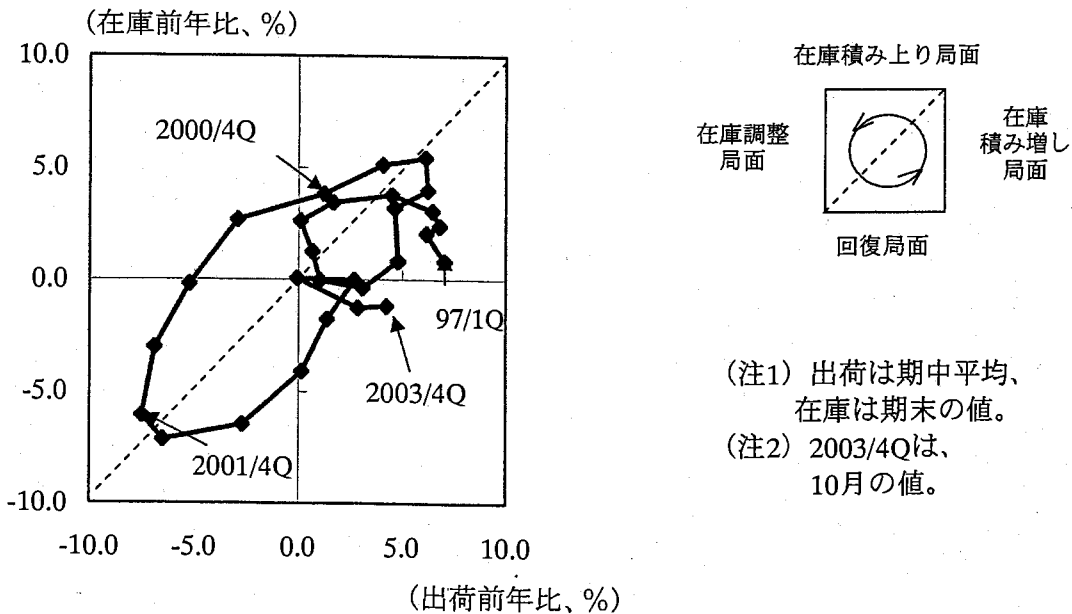 （在庫前年比、%）
10.0
5.0
0.0
-5.0
-10.0
-10.0
-5.0
0.0
5.0
10.0
（出荷前年比、%）
2000/4Q
97/1Q
2003/4Q
2001/4Q
在庫積み上り局面
在庫調整
局面
在庫
積み増し
局面
回復局面
（注1）出荷は期中平均、
在庫は期末の値。
（注2）2003/4Qは、
10月の値。